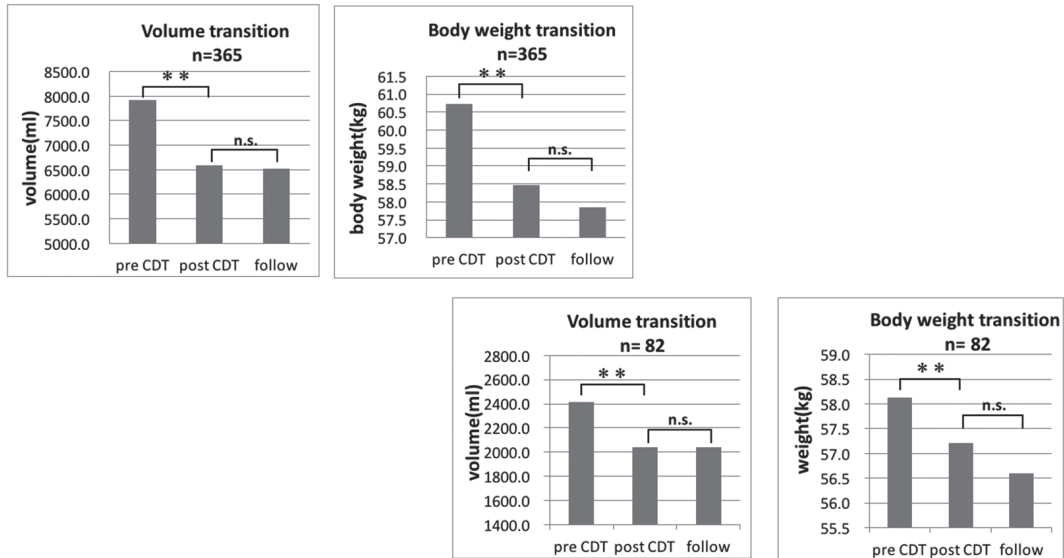 Volume transition
n=365
8500.0
8000.0
7500.0
7000.0
6500.0
6000.0
5500.0
5000.0
volume(ml)
**
n.s.
pre CDT post CDT follow
Body weight transition
n=365
61.5
61.0
60.5
60.0
59.5
59.0
58.5
58.0
57.5
57.0
body weight(kg)
**
n.s.
pre CDT post CDT follow
Volume transition
n= 82
2800.0
2600.0
2400.0
2200.0
2000.0
1800.0
1600.0
1400.0
volume(ml)
**
n.s.
pre CDT post CDT follow
Body weight transition
n= 82
59.0
58.5
58.0
57.5
57.0
56.5
56.0
55.5
weight(kg)
**
n.s.
pre CDT post CDT follow